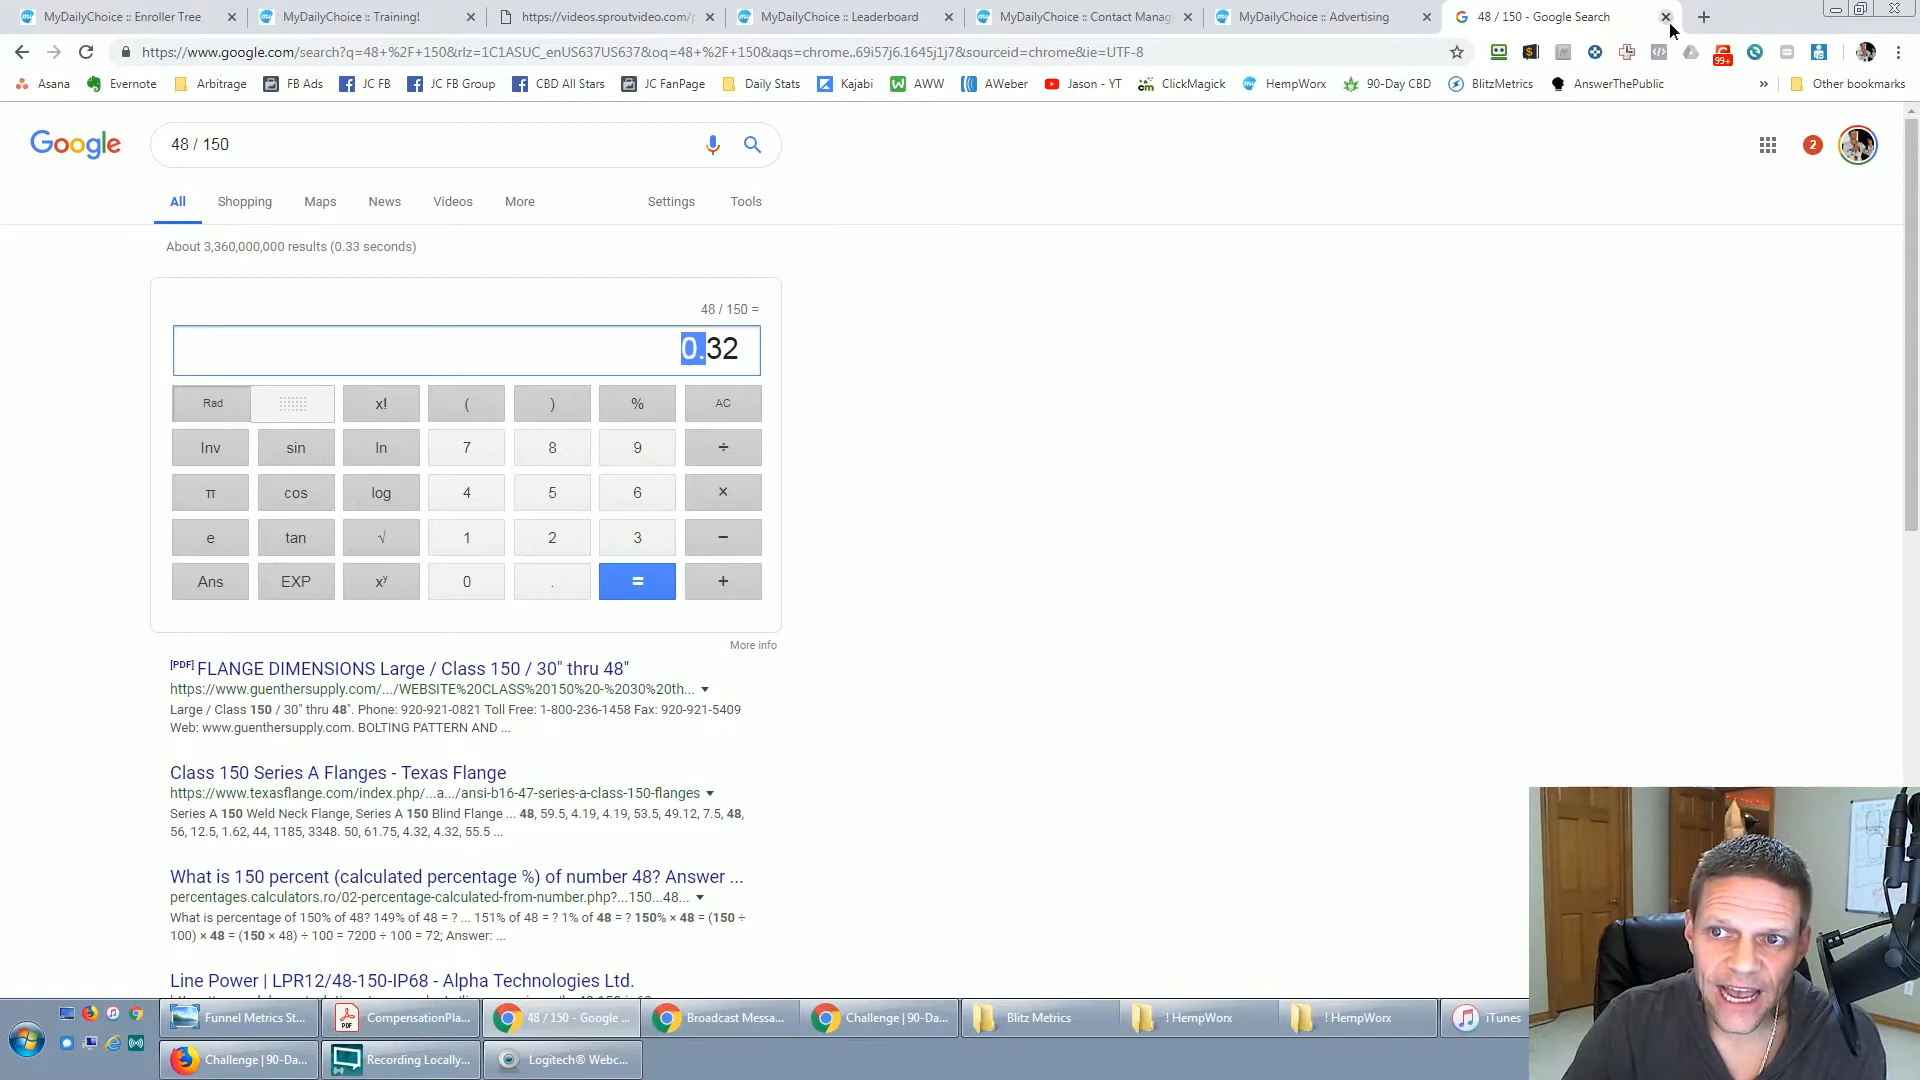 MyDailyChoice :: Enroller Tree
MyDailyChoice :: Training!
https://videos.sproutvideo.com/p
MyDailyChoice :: Leaderboard
MyDailyChoice :: Contact Manag
MyDailyChoice :: Advertising
48 / 150 - Google Search
https://www.google.com/search?q=48+%2F+150&rlz=1C1ASUC_enUS637US637&oq=48+%2F+150&aqs=chrome..69i57j6.1645j1j7&sourceid=chrome&ie=UTF-8
99+
Asana
Evernote
Arbitrage
FB Ads
JC FB
JC FB Group
CBD All Stars
JC FanPage
Daily Stats
Kajabi
AWW
AWeber
Jason - YT
ClickMagick
HempWorx
90-Day CBD
BlitzMetrics
AnswerThePublic
»
Other bookmarks
Google
48 / 150
2
All
Shopping
Maps
News
Videos
More
Settings
Tools
About 3,360,000,000 results (0.33 seconds)
48 / 150 =
0.32
Rad
x!
(
)
%
AC
Inv
sin
ln
7
8
9
÷
π
cos
log
4
5
6
×
e
tan
√
1
2
3
−
Ans
EXP
xʸ
0
.
=
+
More info
[PDF] FLANGE DIMENSIONS Large / Class 150 / 30" thru 48"
https://www.guenthersupply.com/.../WEBSITE%20CLASS%20150%20-%2030%20th...
Large / Class 150 / 30" thru 48". Phone: 920-921-0821 Toll Free: 1-800-236-1458 Fax: 920-921-5409
Web: www.guenthersupply.com. BOLTING PATTERN AND ...
Class 150 Series A Flanges - Texas Flange
https://www.texasflange.com/index.php/...a.../ansi-b16-47-series-a-class-150-flanges
Series A 150 Weld Neck Flange, Series A 150 Blind Flange ... 48, 59.5, 4.19, 4.19, 53.5, 49.12, 7.5, 48,
56, 12.5, 1.62, 44, 1185, 3348. 50, 61.75, 4.32, 4.32, 55.5 ...
What is 150 percent (calculated percentage %) of number 48? Answer ...
percentages.calculators.ro/02-percentage-calculated-from-number.php?...150...48...
What is percentage of 150% of 48? 149% of 48 = ? ... 151% of 48 = ? 1% of 48 = ? 150% × 48 = (150 ÷
100) × 48 = (150 × 48) ÷ 100 = 7200 ÷ 100 = 72; Answer: ...
Line Power | LPR12/48-150-IP68 - Alpha Technologies Ltd.
Funnel Metrics St...
CompensationPla...
48 / 150 - Google ...
Broadcast Messa...
Challenge | 90-Da...
Blitz Metrics
! HempWorx
! HempWorx
iTunes
Challenge | 90-Da...
Recording Locally...
Logitech® Webc...